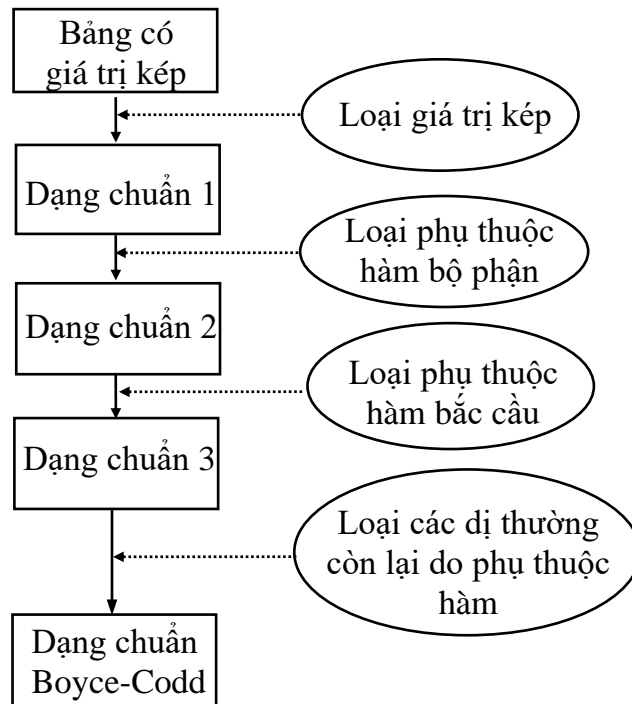 Bảng có
giá trị kép
Loại giá trị kép
Dạng chuẩn 1
Loại phụ thuộc
hàm bộ phận
Dạng chuẩn 2
Loại phụ thuộc
hàm bắc cầu
Dạng chuẩn 3
Loại các dị thường
còn lại do phụ thuộc
hàm
Dạng chuẩn
Boyce-Codd